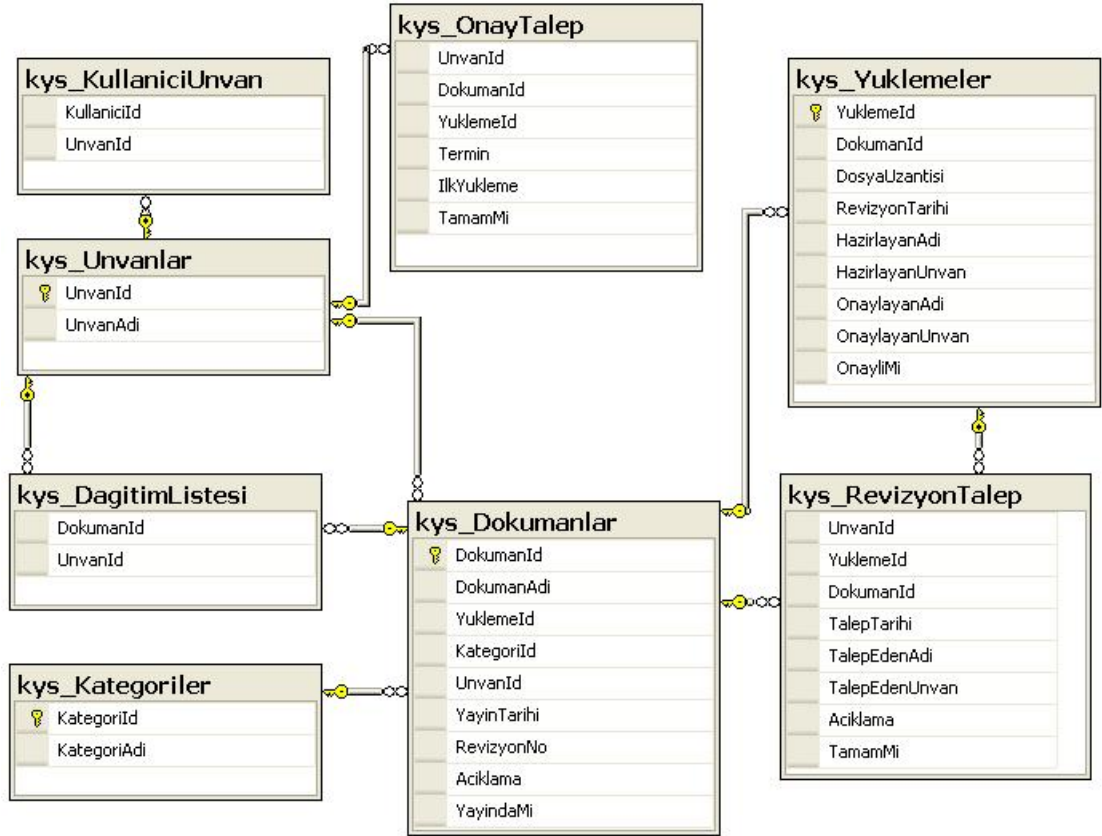 kys_OnayTalep
UnvanId
DokumanId
YuklemeId
Termin
IlkYukleme
TamamMi
kys_KullaniciUnvan
KullaniciId
UnvanId
kys_Yuklemeler
YuklemeId
DokumanId
DosyaUzantisi
RevizyonTarihi
HazirlayanAdi
HazirlayanUnvan
OnaylayanAdi
OnaylayanUnvan
OnayliMi
kys_Unvanlar
UnvanId
UnvanAdi
kys_DagitimListesi
DokumanId
UnvanId
kys_Dokumanlar
DokumanId
DokumanAdi
YuklemeId
KategoriId
UnvanId
YayinTarihi
RevizyonNo
Aciklama
YayindaMi
kys_RevizyonTalep
UnvanId
YuklemeId
DokumanId
TalepTarihi
TalepEdenAdi
TalepEdenUnvan
Aciklama
TamamMi
kys_Kategoriler
KategoriId
KategoriAdi